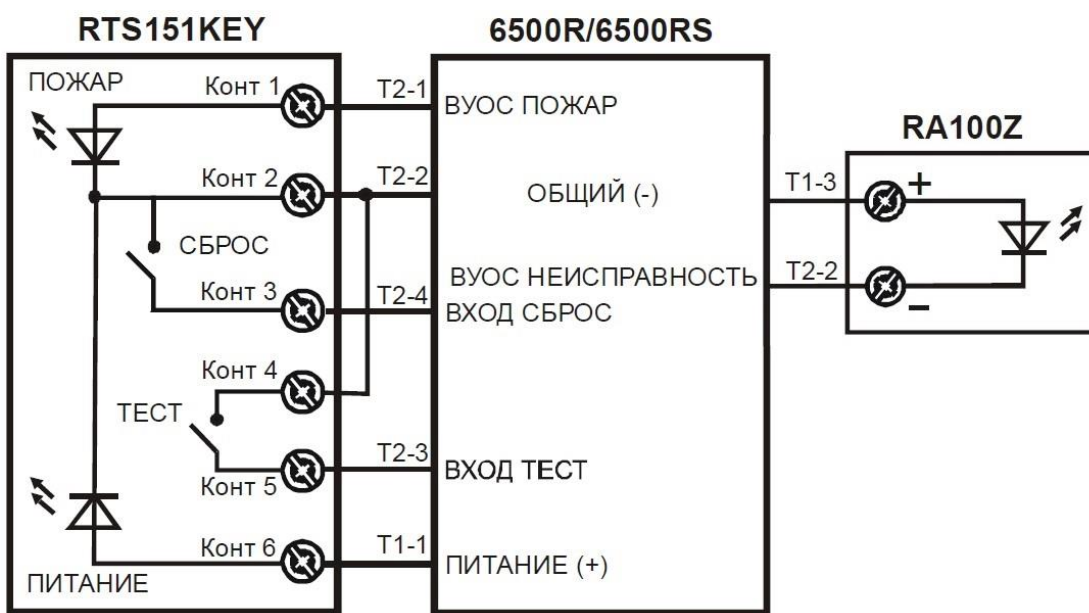 RTS151KEY
6500R/6500RS
RA100Z
ПОЖАР
Конт 1
T2-1
ВУОС ПОЖАР
Конт 2
T2-2
ОБЩИЙ (-)
T1-3
+
СБРОС
ВУОС НЕИСПРАВНОСТЬ
T2-2
–
Конт 3
T2-4
ВХОД СБРОС
Конт 4
ТЕСТ
T2-3
ВХОД ТЕСТ
Конт 5
Конт 6
T1-1
ПИТАНИЕ (+)
ПИТАНИЕ